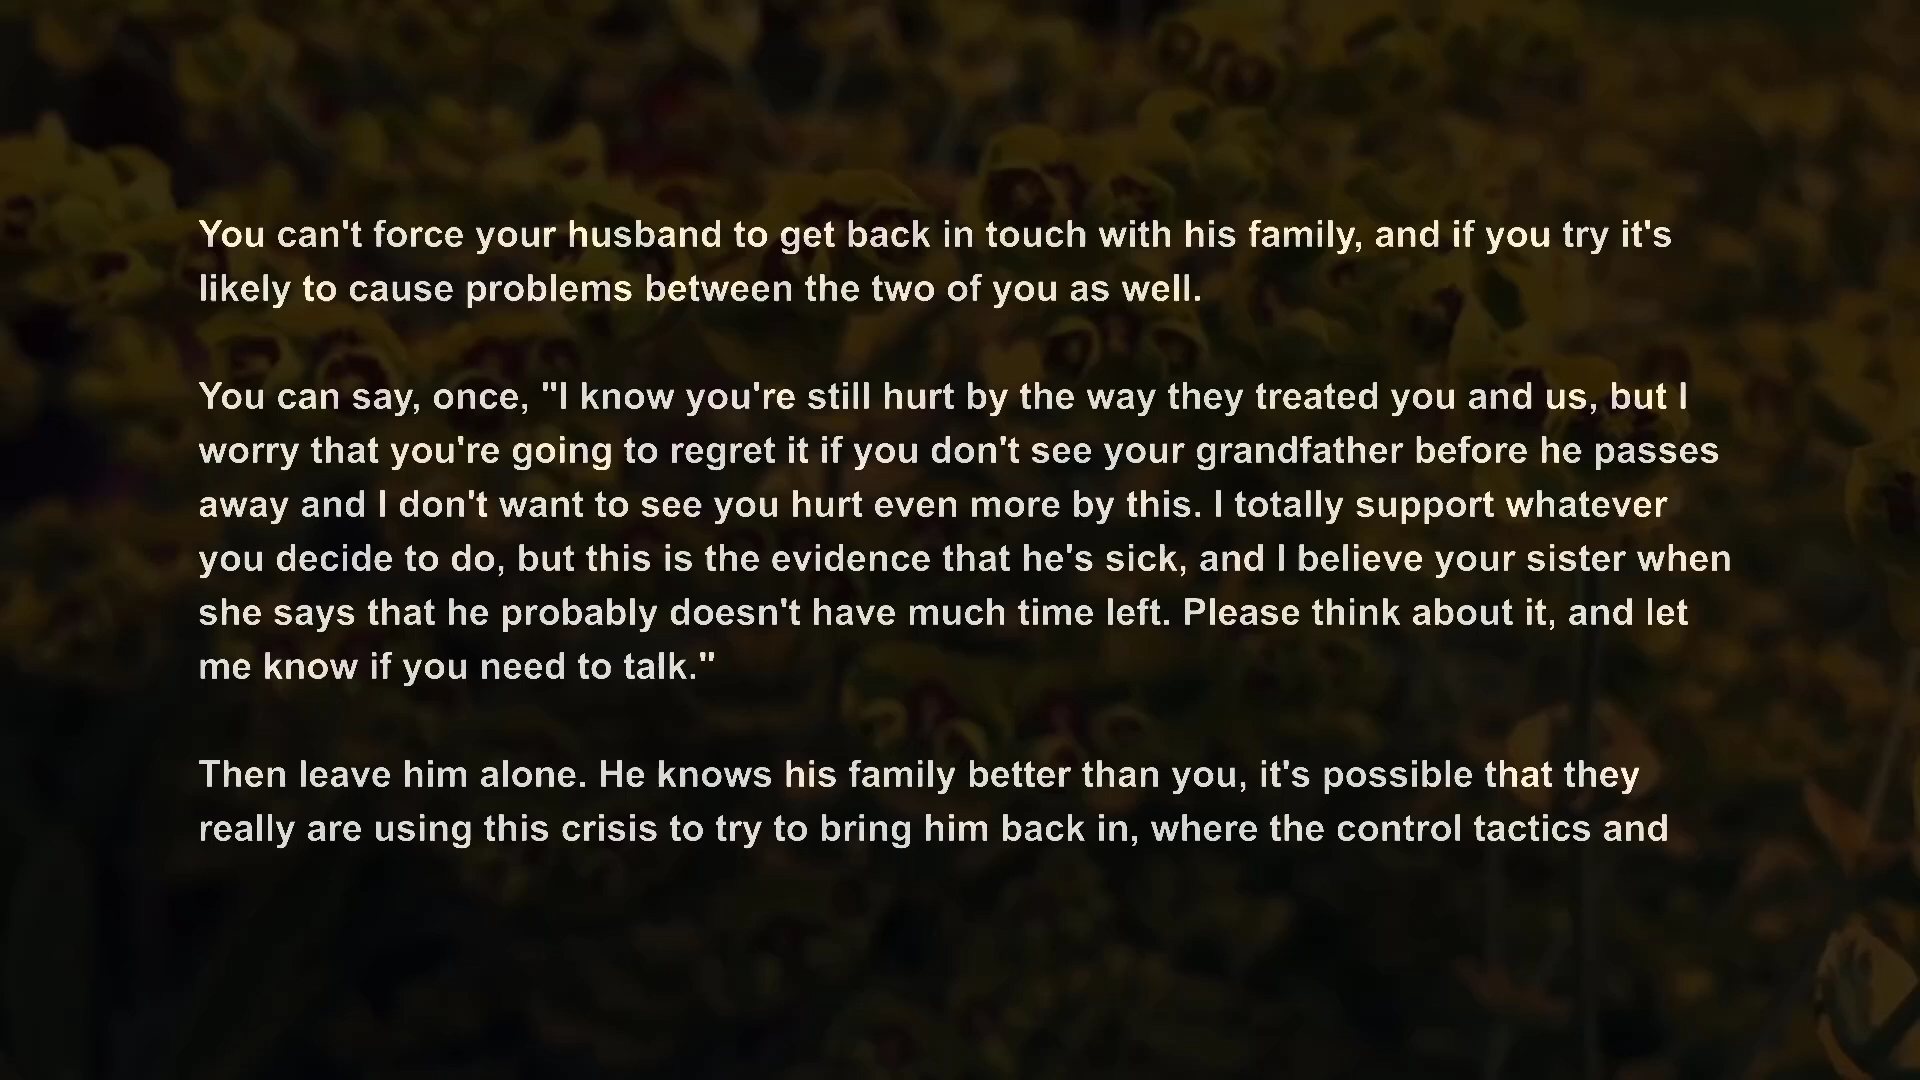 You can't force your husband to get back in touch with his family, and if you try it's
likely to cause problems between the two of you as well.
You can say, once, "I know you're still hurt by the way they treated you and us, but I
worry that you're going to regret it if you don't see your grandfather before he passes
away and I don't want to see you hurt even more by this. I totally support whatever
you decide to do, but this is the evidence that he's sick, and I believe your sister when
she says that he probably doesn't have much time left. Please think about it, and let
me know if you need to talk."
Then leave him alone. He knows his family better than you, it's possible that they
really are using this crisis to try to bring him back in, where the control tactics and